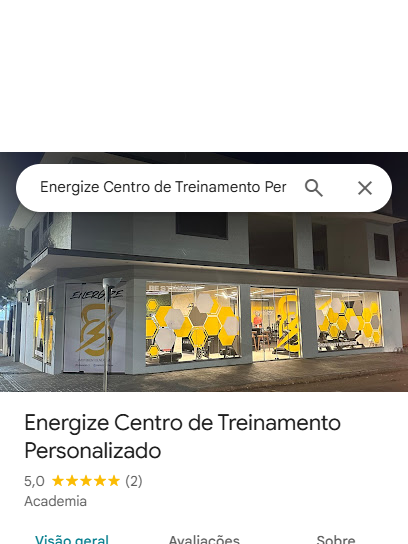 Energize Centro de Treinamento Per
ENERGIZE
Energize Centro de Treinamento
Personalizado
5,0 (2)
Academia
Visão geral Avaliações Sobre